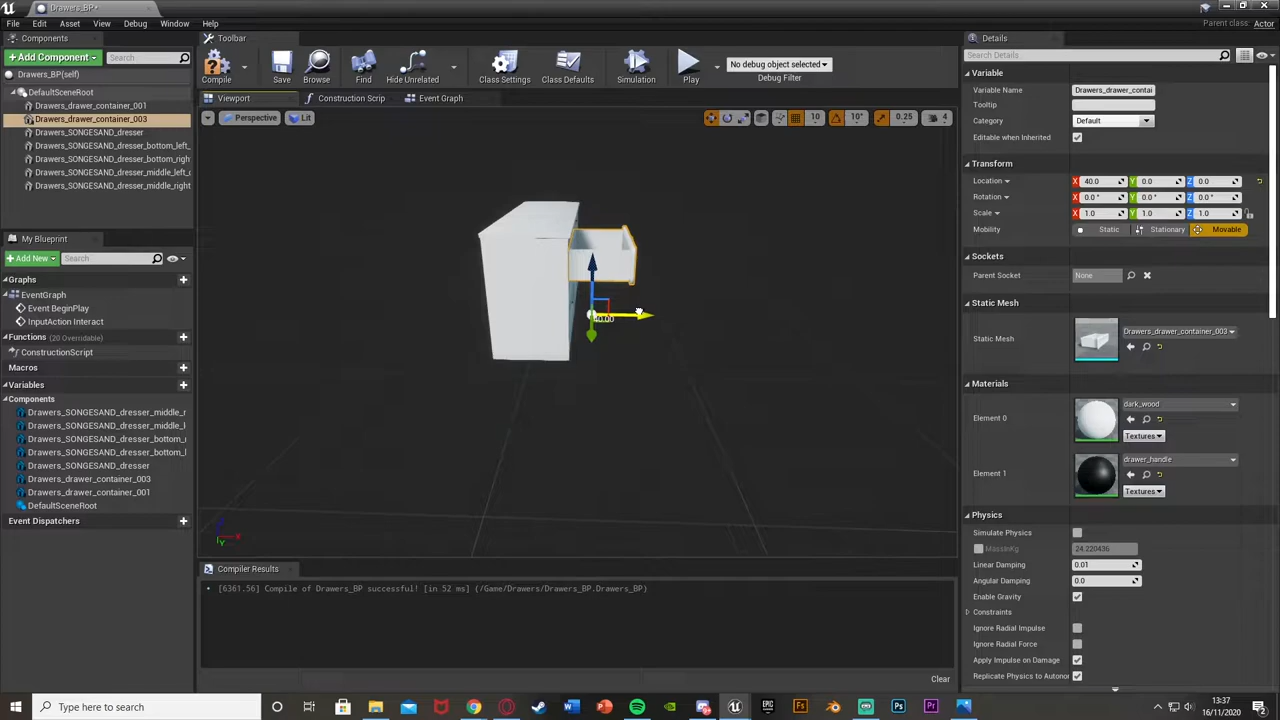 Drawers_BP*
File Edit Asset View Debug Window Help
Parent class: Actor
Components
+Add Component Search
Drawers_BP(self)
DefaultSceneRoot
Drawers_drawer_container_001
Drawers_drawer_container_003
Drawers_SONGESAND_dresser
Drawers_SONGESAND_dresser_bottom_left_
Drawers_SONGESAND_dresser_bottom_right
Drawers_SONGESAND_dresser_middle_left_
Drawers_SONGESAND_dresser_middle_right
My Blueprint
+Add New Search
Graphs
EventGraph
Event BeginPlay
InputAction Interact
Functions (20 Overridable)
ConstructionScript
Macros
Variables
Components
Drawers_SONGESAND_dresser_middle_r
Drawers_SONGESAND_dresser_middle_l
Drawers_SONGESAND_dresser_bottom_
Drawers_SONGESAND_dresser_bottom_l
Drawers_SONGESAND_dresser
Drawers_drawer_container_003
Drawers_drawer_container_001
DefaultSceneRoot
Event Dispatchers
Toolbar
Compile Save Browse Find Hide Unrelated Class Settings Class Defaults Simulation Play
No debug object selected
Debug Filter
Viewport Construction Scrip Event Graph
Perspective Lit 10 10° 0.25 4
Compiler Results
[6361.56] Compile of Drawers_BP successful! [in 52 ms] (/Game/Drawers/Drawers_BP.Drawers_BP)
Clear
Details
Search Details
Variable
Variable Name Drawers_drawer_contai
Tooltip
Category Default
Editable when Inherited
Transform
Location X 40.0 Y 0.0 Z 0.0
Rotation X 0.0 ° Y 0.0 ° Z 0.0 °
Scale X 1.0 Y 1.0 Z 1.0
Mobility Static Stationary Movable
Sockets
Parent Socket None
Static Mesh
Static Mesh Drawers_drawer_container_003
Materials
Element 0 dark_wood
Textures
Element 1 drawer_handle
Textures
Physics
Simulate Physics
MassInKg 24.220436
Linear Damping 0.01
Angular Damping 0.0
Enable Gravity
Constraints
Ignore Radial Impulse
Ignore Radial Force
Apply Impulse on Damage
Replicate Physics to Autonor
Type here to search
13:37
16/11/2020